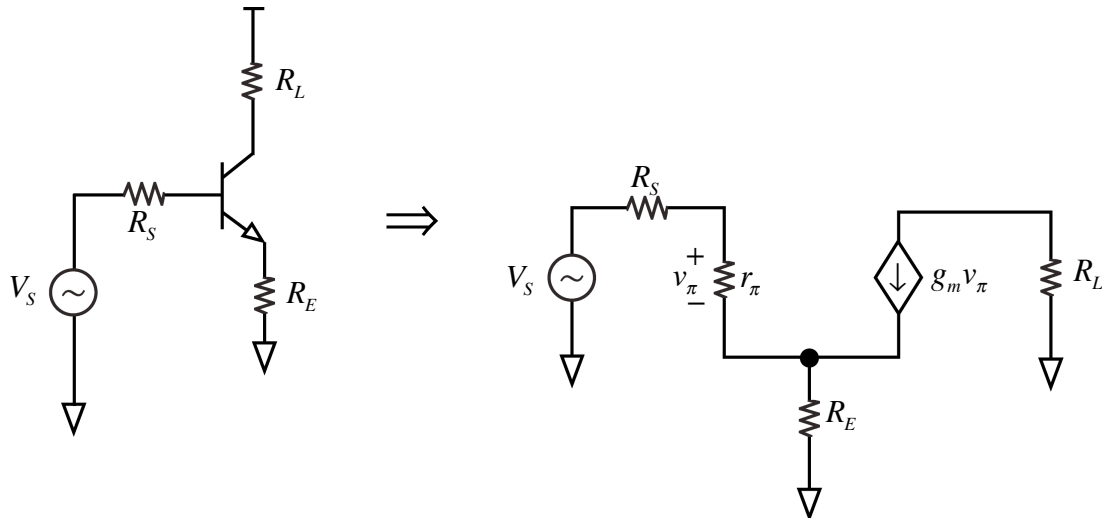 R_L
R_S
V_S
R_E
⇒
R_S
V_S
+
v_π
−
r_π
g_m v_π
R_L
R_E